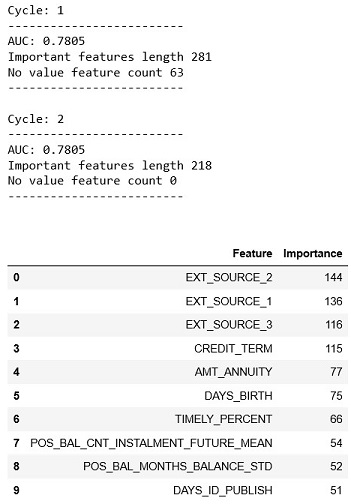 Cycle: 1
------------------------
AUC: 0.7805
Important features length 281
No value feature count 63
------------------------
Cycle: 2
------------------------
AUC: 0.7805
Important features length 218
No value feature count 0
------------------------
Feature Importance
0 EXT_SOURCE_2 144
1 EXT_SOURCE_1 136
2 EXT_SOURCE_3 116
3 CREDIT_TERM 115
4 AMT_ANNUITY 77
5 DAYS_BIRTH 75
6 TIMELY_PERCENT 66
7 POS_BAL_CNT_INSTALMENT_FUTURE_MEAN 54
8 POS_BAL_MONTHS_BALANCE_STD 52
9 DAYS_ID_PUBLISH 51